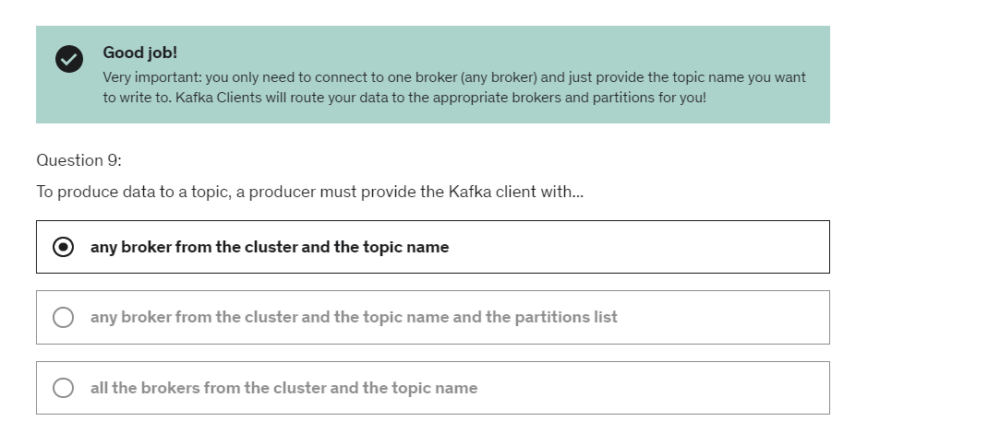 Good job!
Very important: you only need to connect to one broker (any broker) and just provide the topic name you want
to write to. Kafka Clients will route your data to the appropriate brokers and partitions for you!
Question 9:
To produce data to a topic, a producer must provide the Kafka client with...
any broker from the cluster and the topic name
any broker from the cluster and the topic name and the partitions list
all the brokers from the cluster and the topic name